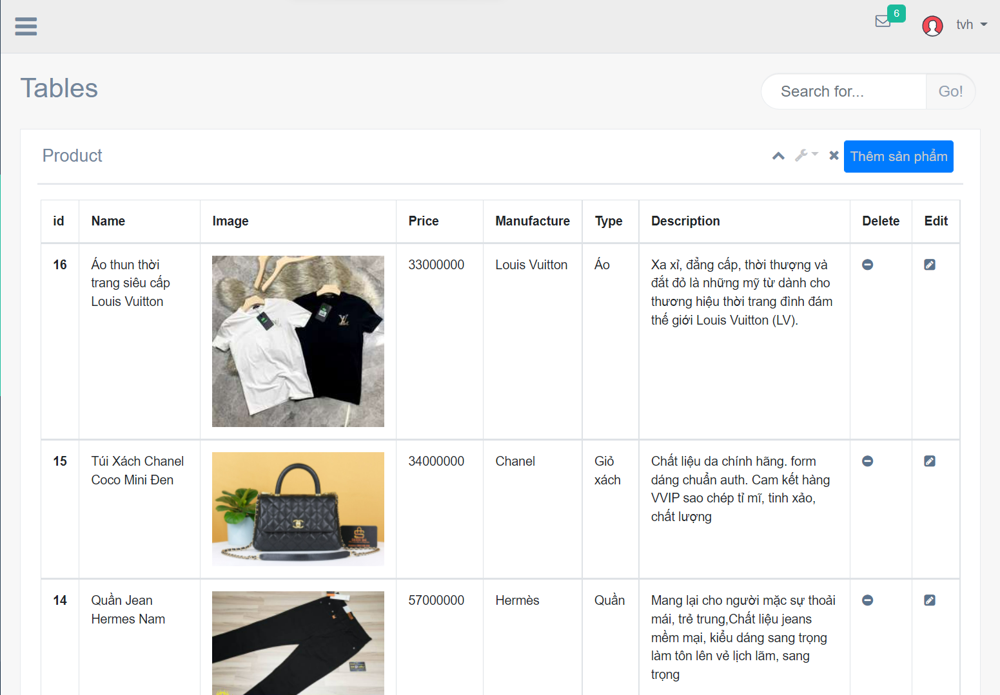 6
tvh
Tables
Search for...
Go!
Product
Thêm sản phẩm
id
Name
Image
Price
Manufacture
Type
Description
Delete
Edit
16
Áo thun thời
trang siêu cấp
Louis Vuitton
33000000
Louis Vuitton
Áo
Xa xỉ, đẳng cấp, thời thượng và
đắt đỏ là những mỹ từ dành cho
thương hiệu thời trang đình đám
thế giới Louis Vuitton (LV).
15
Túi Xách Chanel
Coco Mini Đen
34000000
Chanel
Giỏ
xách
Chất liệu da chính hãng. form
dáng chuẩn auth. Cam kết hàng
VVIP sao chép tỉ mĩ, tinh xảo,
chất lượng
14
Quần Jean
Hermes Nam
57000000
Hermès
Quần
Mang lại cho người mặc sự thoải
mái, trẻ trung,Chất liệu jeans
mềm mại, kiểu dáng sang trọng
làm tôn lên vẻ lịch lãm, sang
trọng